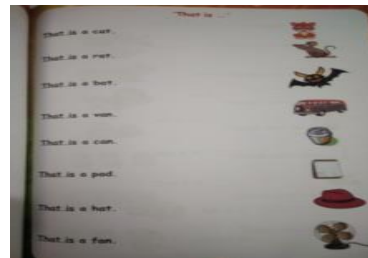 That is ...
That is a cat.
That is a rat.
That is a bat.
That is a van.
That is a can.
That is a pad.
That is a hat.
That is a fan.